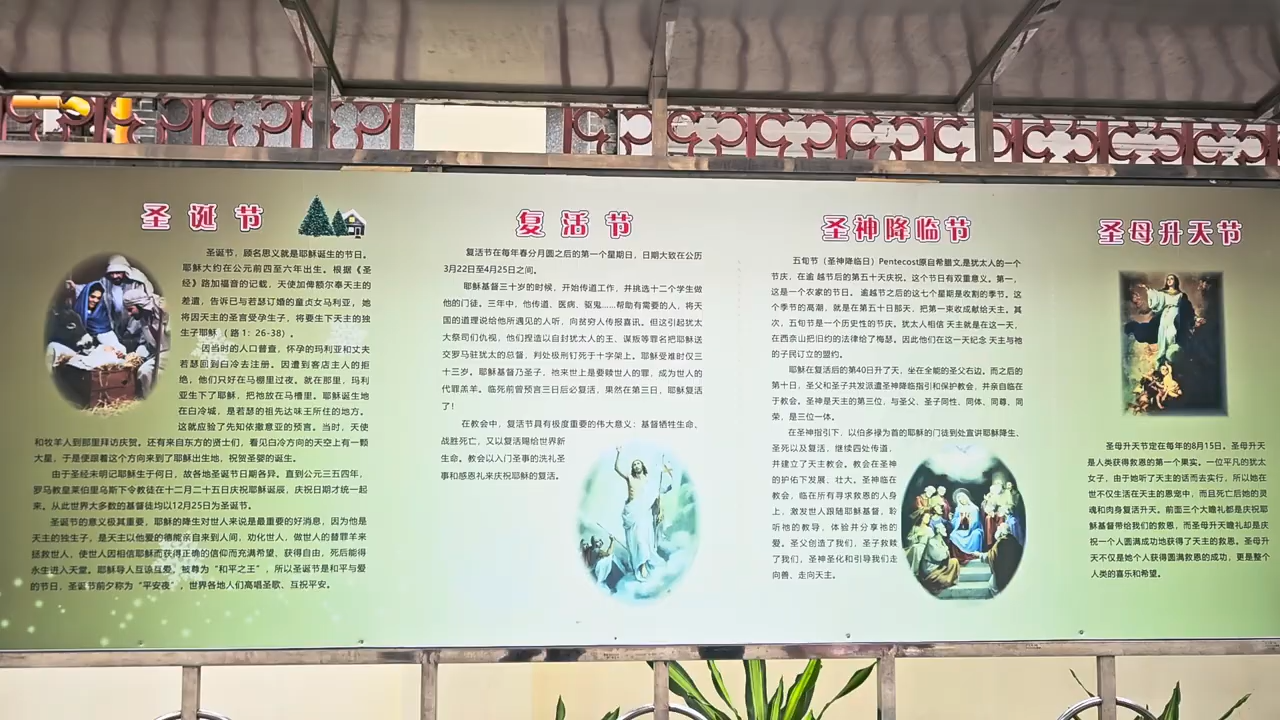 圣诞节
圣诞节，顾名思义就是耶稣诞生的节日。
耶稣大约在公元前四至六年出生。根据《圣
经》路加福音的记载，天使加俾额尔奉天主的
差遣，告诉已与若瑟订婚的童贞女马利亚，她
将因天主的圣言受孕生子，将要生下天主的独
生子耶稣（路1：26-38）。
因当时的人口普查，怀孕的玛利亚和丈夫
若瑟回到白冷去注册。因遭到客店主人的拒
绝，他们只好在马棚里过夜。就在那里，玛利
亚生下了耶稣，把祂放在马槽里。耶稣诞生地
在白冷城，是若瑟的祖先达味王所住的地方。
这就应验了先知依撒意亚的预言。当时，天使
和牧羊人到那里拜访庆贺。还有来自东方的贤士们，看见白冷方向的天空上有一颗
大星，于是便跟着这个方向来到了耶稣出生地，祝贺圣婴的诞生。
由于圣经未明记耶稣生于何日，故各地圣诞节日期各异。直到公元三五四年，
罗马教皇莱伯里乌斯下令教徒在十二月二十五日庆祝耶稣诞辰，庆祝日期才统一起
来。从此世界大多数的基督徒均以12月25日为圣诞节。
圣诞节的意义极其重要，耶稣的降生对世人来说是最重要的好消息，因为他是
天主的独生子，是天主以他爱的德能亲自来到人间，劝化世人，做世人的替罪羊来
拯救世人，使世人因相信耶稣而获得正确的信仰而充满希望、获得自由，死后能得
永生进入天堂。耶稣导人互谅互爱，被尊为“和平之王”，所以圣诞节是和平与爱
的节日，圣诞节前夕称为“平安夜”，世界各地人们高唱圣歌、互祝平安。
复活节
复活节在每年春分月圆之后的第一个星期日，日期大致在公历
3月22日至4月25日之间。
耶稣基督三十岁的时候，开始传道工作，并挑选十二个学生做
他的门徒。三年中，他传道、医病、驱鬼……帮助有需要的人，将天
国的道理说给他所遇见的人听，向贫穷人传报喜讯。但这引起犹太
大祭司们仇视，他们捏造以自封犹太人的王、谋叛等罪名把耶稣送
交罗马驻犹太的总督，判处极刑钉死于十字架上。耶稣受难时仅三
十三岁。耶稣基督乃圣子，祂来世上是要赎世人的罪，成为世人的
代罪羔羊。临死前曾预言三日后必复活，果然在第三日，耶稣复活
了！
在教会中，复活节具有极度重要的伟大意义：基督牺牲生命、
战胜死亡，又以复活赐给世界新
生命。教会以入门圣事的洗礼圣
事和感恩礼来庆祝耶稣的复活。
圣神降临节
五旬节（圣神降临日）Pentecost原自希腊文,是犹太人的一个
节庆，在逾 越节后的第五十天庆祝。这个节日有双重意义。第一，
这是一个农家的节日。 逾越节之后的这七个星期是收割的季节。这
个季节的高潮，就是在第五十日那天，把第一束收成献给天主。其
次，五旬节是一个历史性的节庆。犹太人相信 天主就是在这一天，
在西奈山把旧约的法律给了梅瑟。因此他们在这一天纪念 天主与祂
的子民订立的盟约。
耶稣在复活后的第40日升了天，坐在全能的圣父右边。而之后的
第十日，圣父和圣子共发派遣圣神降临指引和保护教会，并亲自临在
于教会。圣神是天主的第三位，与圣父、圣子同性、同体、同尊、同
荣、是三位一体。
在圣神指引下，以伯多禄为首的耶稣的门徒到处宣讲耶稣降生、
圣死以及复活、继续四处传道，
并建立了天主教会。教会在圣神
的护佑下发展、壮大。圣神临在
教会，临在所有寻求救恩的人身
上，激发世人跟随耶稣基督、聆
听祂的教导，体验并分享祂的
爱。圣父创造了我们，圣子救赎
了我们，圣神圣化和引导我们走
向善、走向天主。
圣母升天节
圣母升天节定在每年的8月15日。圣母升天
是人类获得救恩的第一个果实。一位平凡的犹太
女子，由于她听了天主的话而去实行，所以她在
世不仅生活在天主的恩宠中，而且死亡后她的灵
魂和肉身复活升天。前面三个大瞻礼都是庆祝耶
稣基督带给我们的救恩，而圣母升天瞻礼却是庆
祝一个人圆满成功地获得了天主的救恩。圣母升
天不仅是她个人获得圆满救恩的成功，更是整个
人类的喜乐和希望。